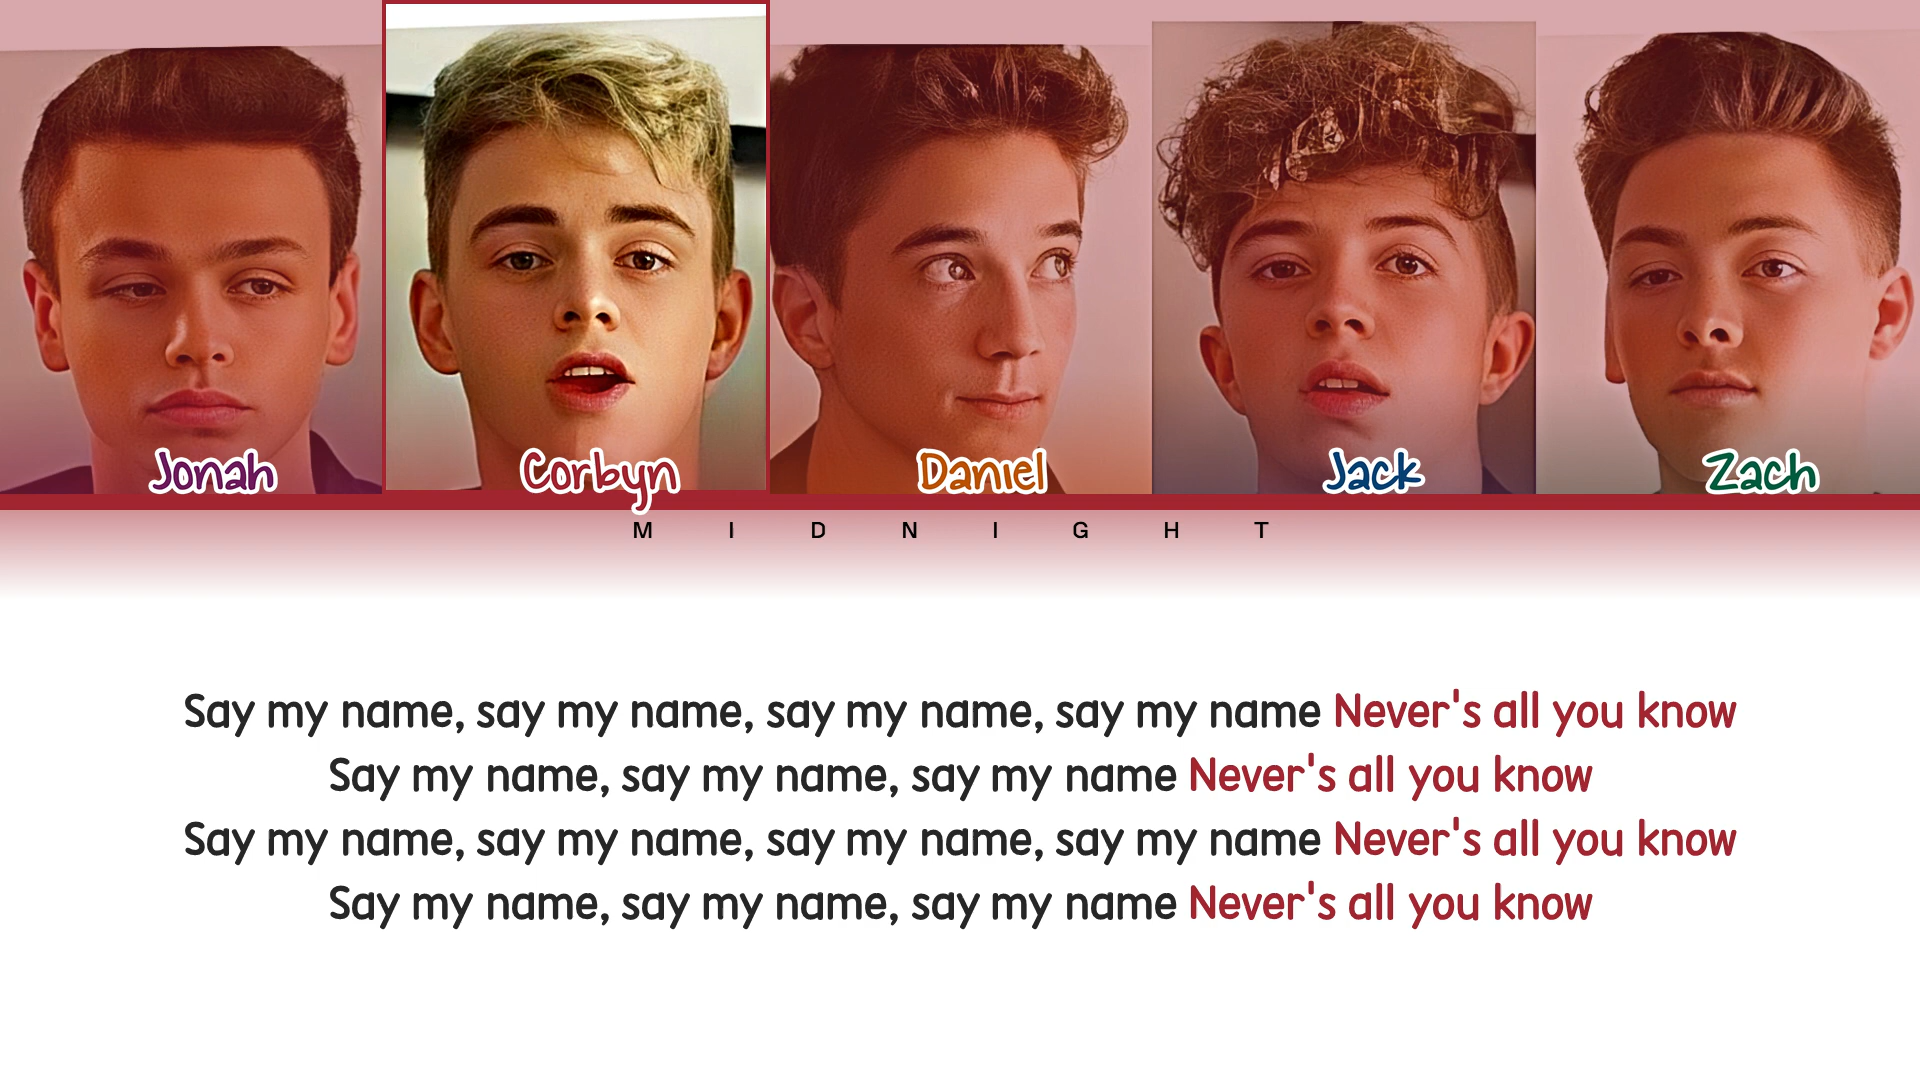 Jonah Corbyn Daniel Jack Zach
MIDNIGHT
Say my name, say my name, say my name, say my name Never's all you know
Say my name, say my name, say my name Never's all you know
Say my name, say my name, say my name, say my name Never's all you know
Say my name, say my name, say my name Never's all you know